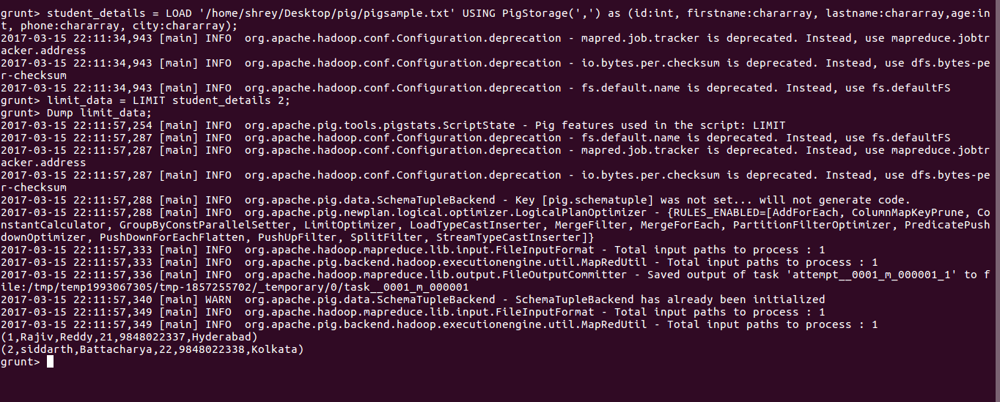 grunt> student_details = LOAD '/home/shrey/Desktop/pig/pigsample.txt' USING PigStorage(',') as (id:int, firstname:chararray, lastname:chararray,age:in
t, phone:chararray, city:chararray);
2017-03-15 22:11:34,943 [main] INFO  org.apache.hadoop.conf.Configuration.deprecation - mapred.job.tracker is deprecated. Instead, use mapreduce.jobtr
acker.address
2017-03-15 22:11:34,943 [main] INFO  org.apache.hadoop.conf.Configuration.deprecation - io.bytes.per.checksum is deprecated. Instead, use dfs.bytes-pe
r-checksum
2017-03-15 22:11:34,943 [main] INFO  org.apache.hadoop.conf.Configuration.deprecation - fs.default.name is deprecated. Instead, use fs.defaultFS
grunt> limit_data = LIMIT student_details 2;
grunt> Dump limit_data;
2017-03-15 22:11:57,254 [main] INFO  org.apache.pig.tools.pigstats.ScriptState - Pig features used in the script: LIMIT
2017-03-15 22:11:57,287 [main] INFO  org.apache.hadoop.conf.Configuration.deprecation - fs.default.name is deprecated. Instead, use fs.defaultFS
2017-03-15 22:11:57,287 [main] INFO  org.apache.hadoop.conf.Configuration.deprecation - mapred.job.tracker is deprecated. Instead, use mapreduce.jobtr
acker.address
2017-03-15 22:11:57,287 [main] INFO  org.apache.hadoop.conf.Configuration.deprecation - io.bytes.per.checksum is deprecated. Instead, use dfs.bytes-pe
r-checksum
2017-03-15 22:11:57,288 [main] INFO  org.apache.pig.data.SchemaTupleBackend - Key [pig.schematuple] was not set... will not generate code.
2017-03-15 22:11:57,288 [main] INFO  org.apache.pig.newplan.logical.optimizer.LogicalPlanOptimizer - {RULES_ENABLED=[AddForEach, ColumnMapKeyPrune, Co
nstantCalculator, GroupByConstParallelSetter, LimitOptimizer, LoadTypeCastInserter, MergeFilter, MergeForEach, PartitionFilterOptimizer, PredicatePush
downOptimizer, PushDownForEachFlatten, PushUpFilter, SplitFilter, StreamTypeCastInserter]}
2017-03-15 22:11:57,333 [main] INFO  org.apache.hadoop.mapreduce.lib.input.FileInputFormat - Total input paths to process : 1
2017-03-15 22:11:57,333 [main] INFO  org.apache.pig.backend.hadoop.executionengine.util.MapRedUtil - Total input paths to process : 1
2017-03-15 22:11:57,336 [main] INFO  org.apache.hadoop.mapreduce.lib.output.FileOutputCommitter - Saved output of task 'attempt__0001_m_000001_1' to f
ile:/tmp/temp1993067305/tmp-1857255702/_temporary/0/task__0001_m_000001
2017-03-15 22:11:57,340 [main] WARN  org.apache.pig.data.SchemaTupleBackend - SchemaTupleBackend has already been initialized
2017-03-15 22:11:57,349 [main] INFO  org.apache.hadoop.mapreduce.lib.input.FileInputFormat - Total input paths to process : 1
2017-03-15 22:11:57,349 [main] INFO  org.apache.pig.backend.hadoop.executionengine.util.MapRedUtil - Total input paths to process : 1
(1,Rajiv,Reddy,21,9848022337,Hyderabad)
(2,siddarth,Battacharya,22,9848022338,Kolkata)
grunt>